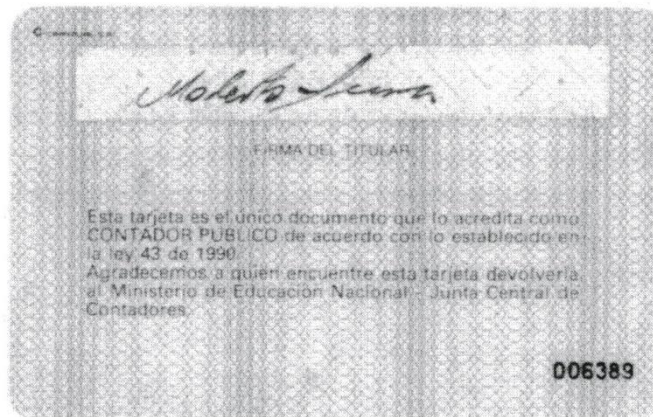 FIRMA DEL TITULAR
Esta tarjeta es el único documento que lo acredita como
CONTADOR PUBLICO de acuerdo con lo establecido en
la ley 43 de 1990.
Agradecemos a quien encuentre esta tarjeta devolverla
al Ministerio de Educación Nacional - Junta Central de
Contadores.
006389